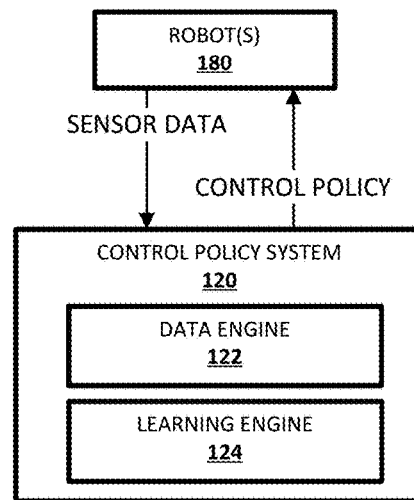 ROBOT(S)
180
SENSOR DATA
CONTROL POLICY
CONTROL POLICY SYSTEM
120
DATA ENGINE
122
LEARNING ENGINE
124